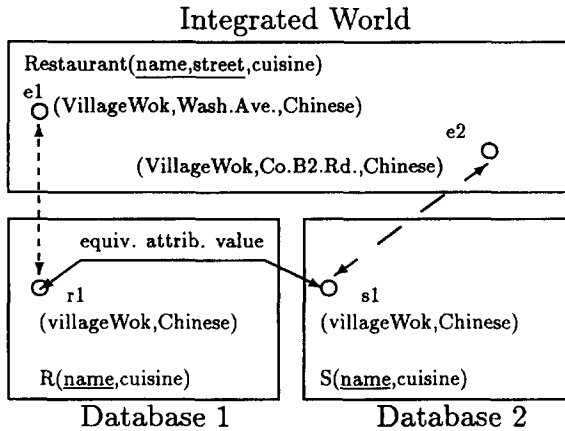 Integrated World
Restaurant(name,street,cuisine)
e1
(VillageWok,Wash.Ave.,Chinese)
e2
(VillageWok,Co.B2.Rd.,Chinese)
equiv. attrib. value
r1
s1
(villageWok,Chinese)
(villageWok,Chinese)
R(name,cuisine)
S(name,cuisine)
Database 1
Database 2